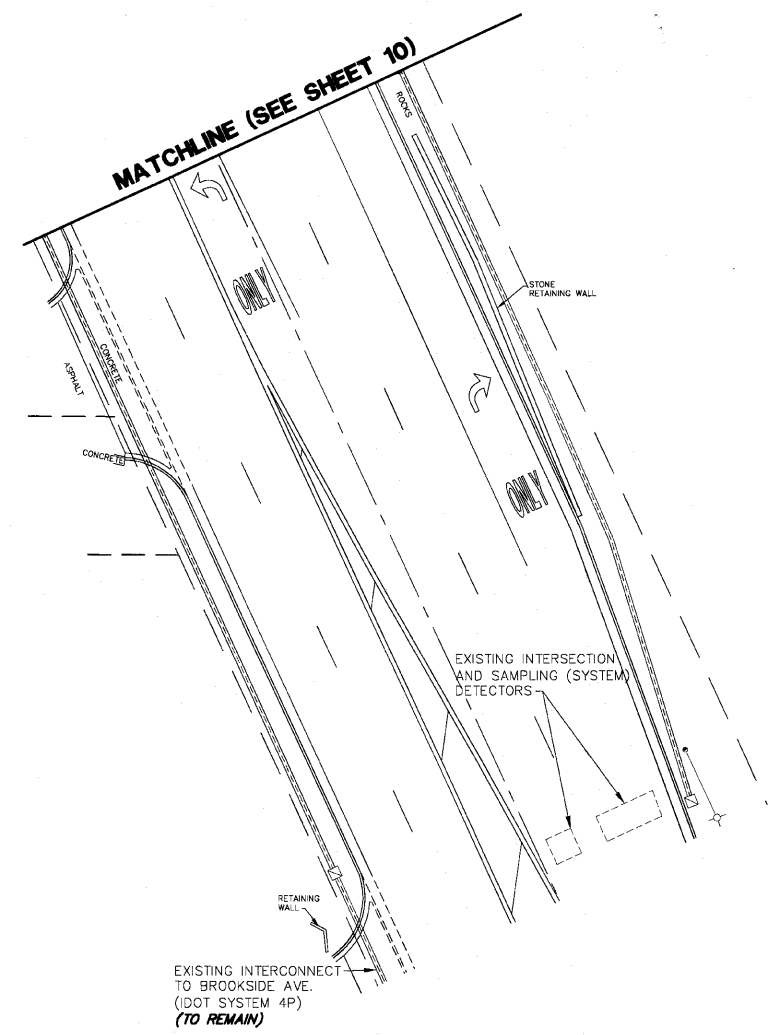 MATCHLINE (SEE SHEET 10)
ROCKS
ONLY
STONE
RETAINING WALL
CONCRETE
ASPHALT
CONCRETE
ONLY
EXISTING INTERSECTION
AND SAMPLING (SYSTEM)
DETECTORS
RETAINING
WALL
EXISTING INTERCONNECT
TO BROOKSIDE AVE.
(IDOT SYSTEM 4P)
(TO REMAIN)